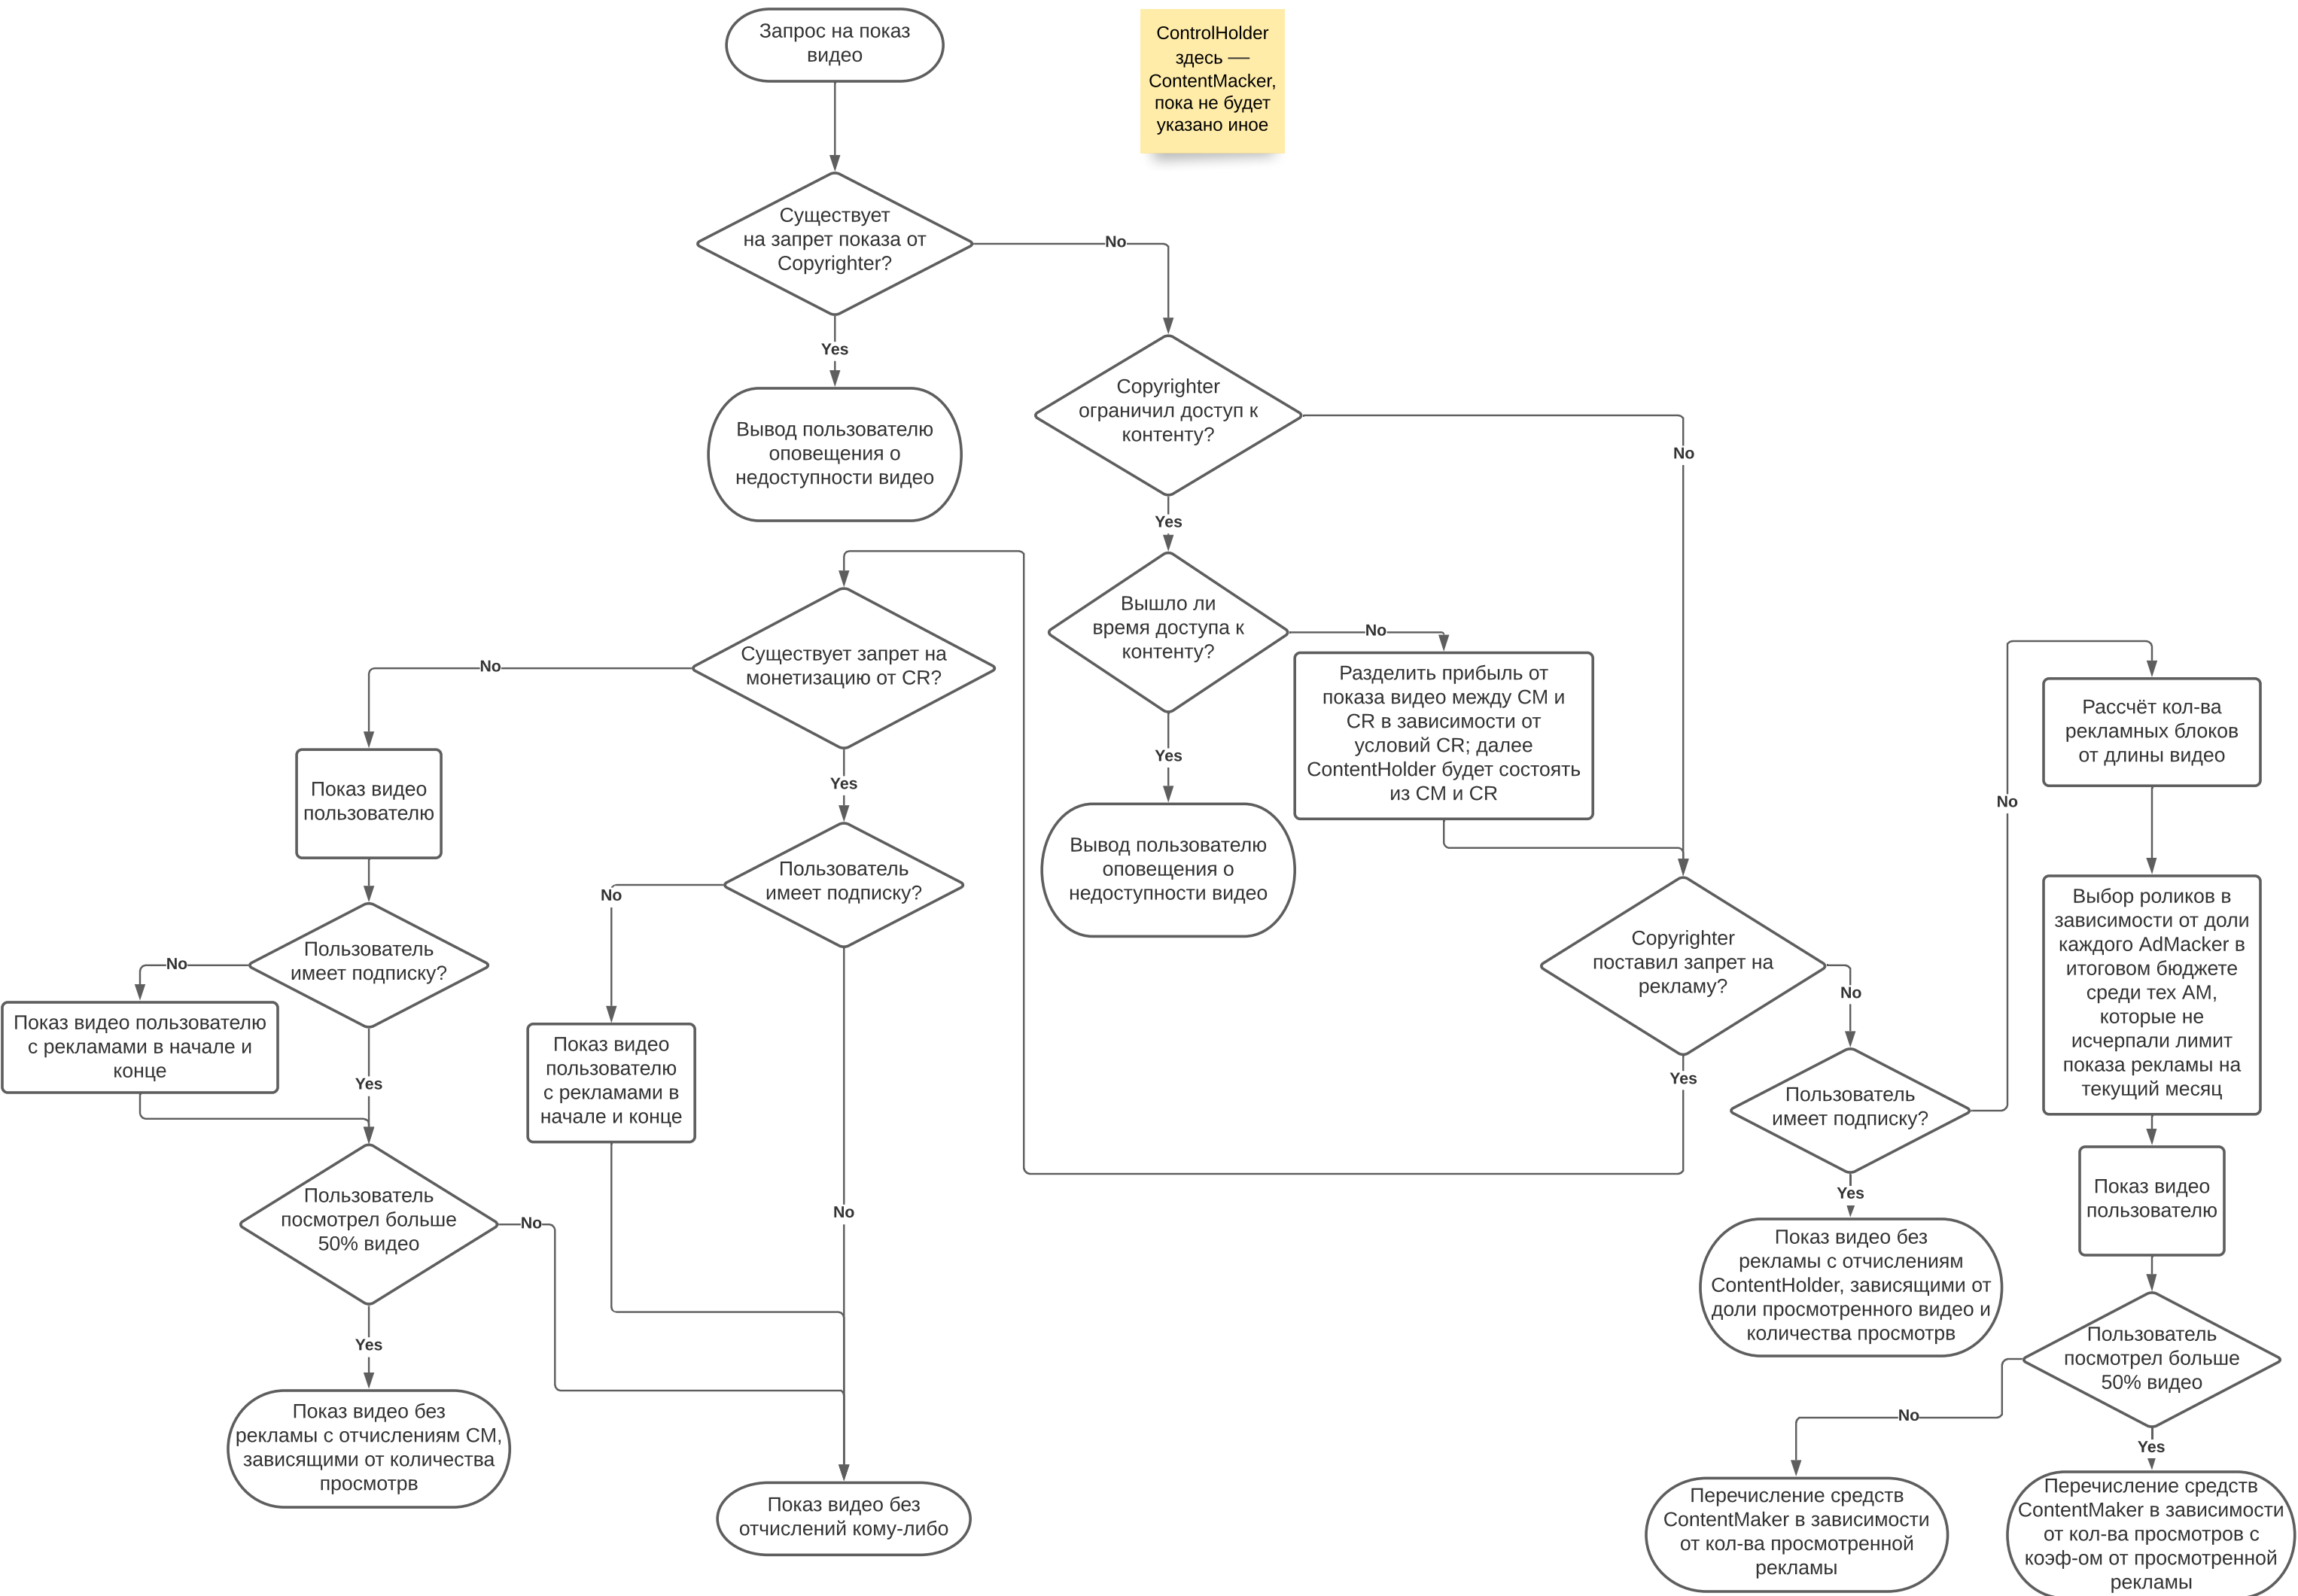 Запрос на показ
видео
ControlHolder
здесь —
ContentMacker,
пока не будет
указано иное
Существует
на запрет показа от
Copyrighter?
No
Yes
Вывод пользователю
оповещения о
недоступности видео
Copyrighter
ограничил доступ к
контенту?
No
Yes
Вышло ли
время доступа к
контенту?
No
Yes
Разделить прибыль от
показа видео между CM и
CR в зависимости от
условий CR; далее
ContentHolder будет состоять
из CM и CR
Вывод пользователю
оповещения о
недоступности видео
Существует запрет на
монетизацию от CR?
No
Yes
Показ видео
пользователю
Пользователь
имеет подписку?
No
Yes
Показ видео пользователю
с рекламами в начале и
конце
Пользователь
посмотрел больше
50% видео
No
Yes
Показ видео без
рекламы с отчислениям CM,
зависящими от количества
просмотрв
Пользователь
имеет подписку?
No
No
Показ видео
пользователю
с рекламами в
начале и конце
Показ видео без
отчислений кому-либо
Copyrighter
поставил запрет на
рекламу?
No
Yes
Пользователь
имеет подписку?
No
Yes
Показ видео без
рекламы с отчислениям
ContentHolder, зависящими от
доли просмотренного видео и
количества просмотрв
Рассчёт кол-ва
рекламных блоков
от длины видео
Выбор роликов в
зависимости от доли
каждого AdMacker в
итоговом бюджете
среди тех AM,
которые не
исчерпали лимит
показа рекламы на
текущий месяц
Показ видео
пользователю
Пользователь
посмотрел больше
50% видео
No
Yes
Перечисление средств
ContentMaker в зависимости
от кол-ва просмотренной
рекламы
Перечисление средств
ContentMaker в зависимости
от кол-ва просмотров с
коэф-ом от просмотренной
рекламы